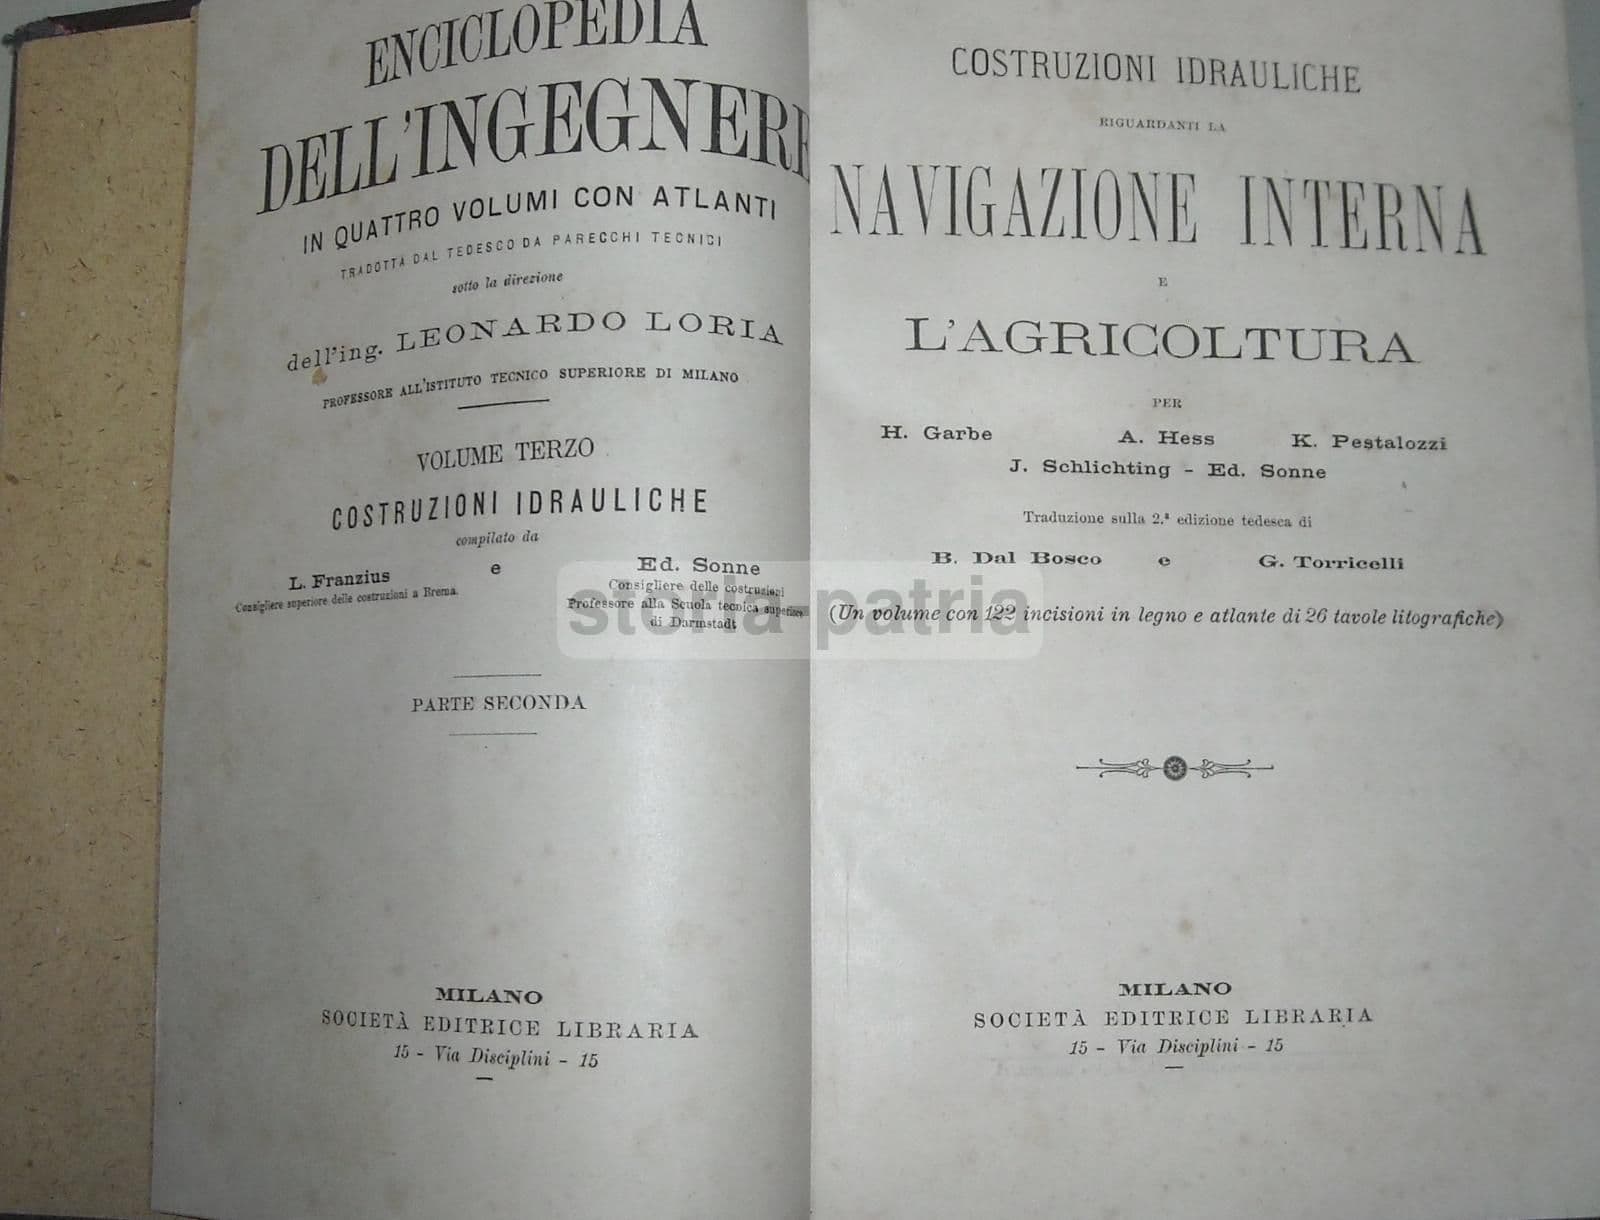 ENCICLOPEDIA
DELL'INGEGNERE
IN QUATTRO VOLUMI CON ATLANTI
TRADOTTA DAL TEDESCO DA PARECCHI TECNICI
sotto la direzione
dell'ing. LEONARDO LORIA
PROFESSORE ALL'ISTITUTO TECNICO SUPERIORE DI MILANO
VOLUME TERZO
COSTRUZIONI IDRAULICHE
compilato da
L. Franzius e Ed. Sonne
Consigliere superiore delle costruzioni a Brema.
Consigliere delle costruzioni
Professore alla Scuola tecnica superiore
di Darmstadt
PARTE SECONDA
MILANO
SOCIETÀ EDITRICE LIBRARIA
15 - Via Disciplini - 15
COSTRUZIONI IDRAULICHE
RIGUARDANTI LA
NAVIGAZIONE INTERNA
E
L'AGRICOLTURA
PER
H. Garbe A. Hess K. Pestalozzi
J. Schlichting - Ed. Sonne
Traduzione sulla 2.ª edizione tedesca di
B. Dal Bosco e G. Torricelli
(Un volume con 122 incisioni in legno e atlante di 26 tavole litografiche)
MILANO
SOCIETÀ EDITRICE LIBRARIA
15 - Via Disciplini - 15
storia patria